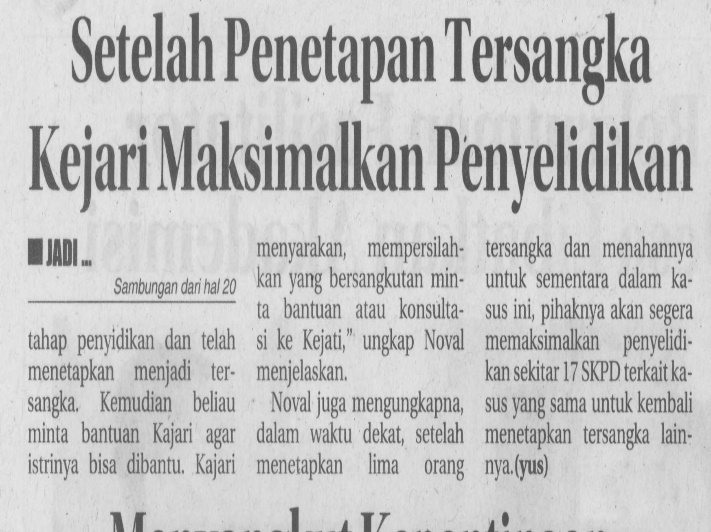 Setelah Penetapan Tersangka
Kejari Maksimalkan Penyelidikan
JADI ...
Sambungan dari hal 20
tahap penyidikan dan telah
menetapkan menjadi ter-
sangka. Kemudian beliau
minta bantuan Kajari agar
istrinya bisa dibantu. Kajari
menyarakan, mempersilah-
kan yang bersangkutan min-
ta bantuan atau konsulta-
si ke Kejati,” ungkap Noval
menjelaskan.
Noval juga mengungkapna,
dalam waktu dekat, setelah
menetapkan lima orang
tersangka dan menahannya
untuk sementara dalam ka-
sus ini, pihaknya akan segera
memaksimalkan penyelidi-
kan sekitar 17 SKPD terkait ka-
sus yang sama untuk kembali
menetapkan tersangka lain-
nya.(yus)